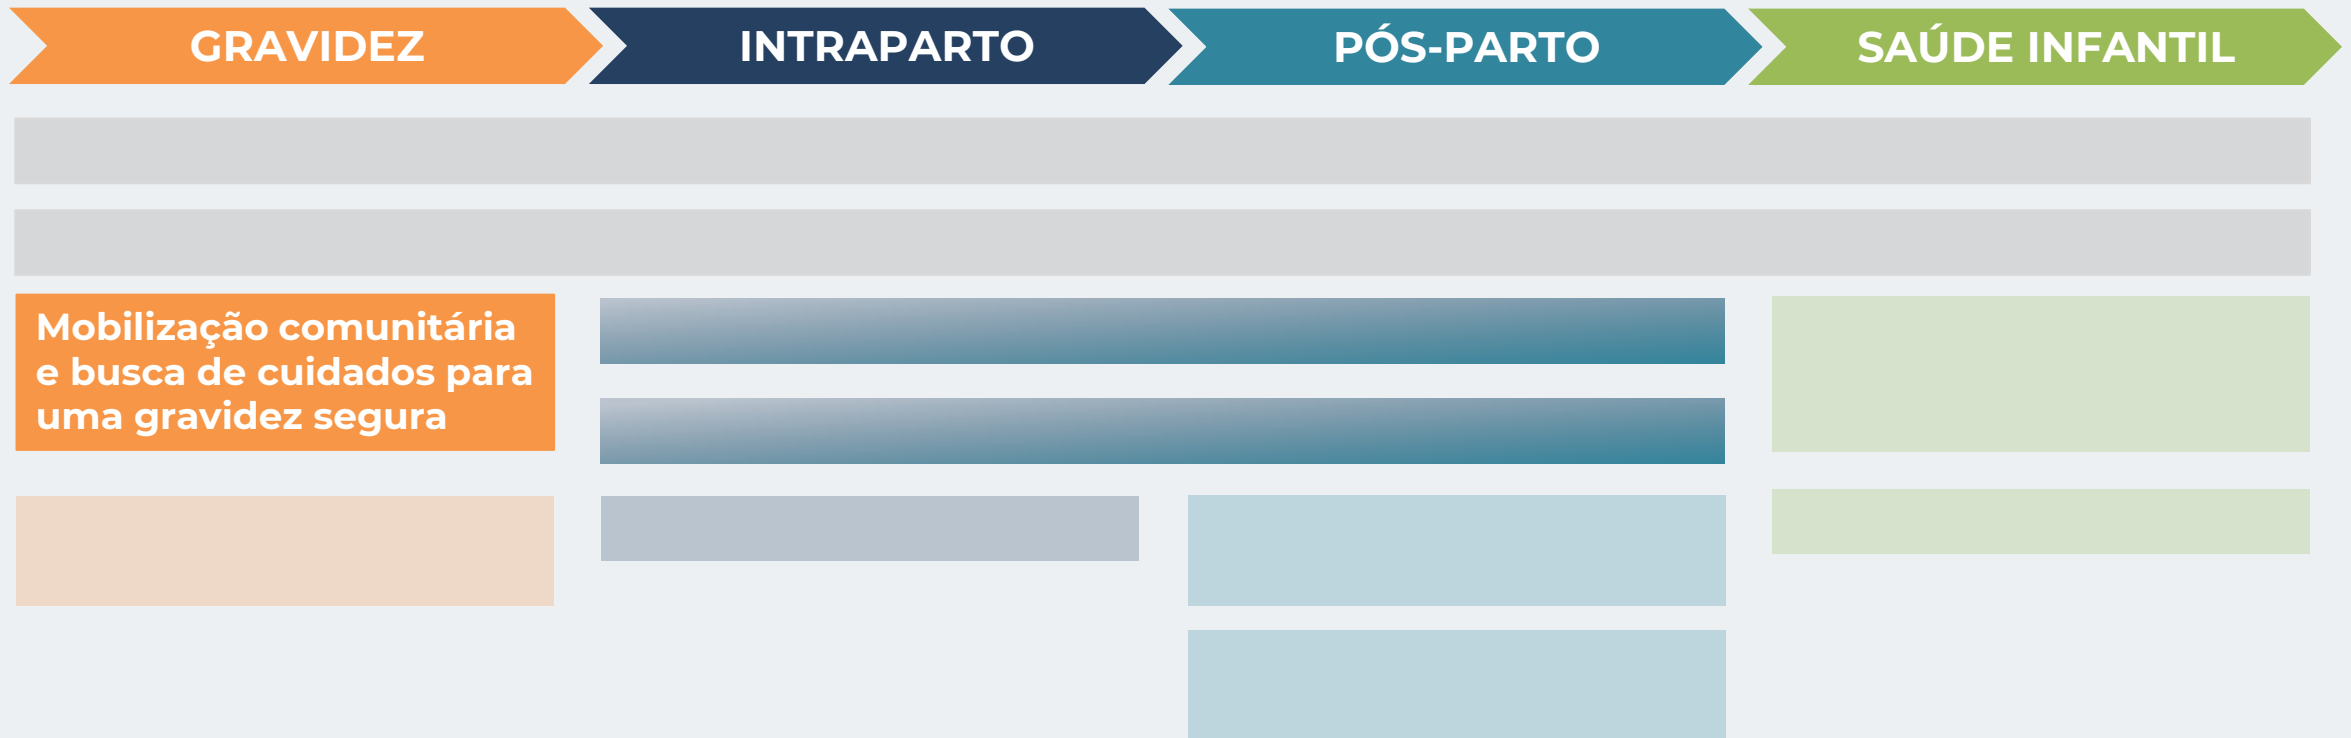 GRAVIDEZ
INTRAPARTO
PÓS-PARTO
SAÚDE INFANTIL
Mobilização comunitária
e busca de cuidados para
uma gravidez segura